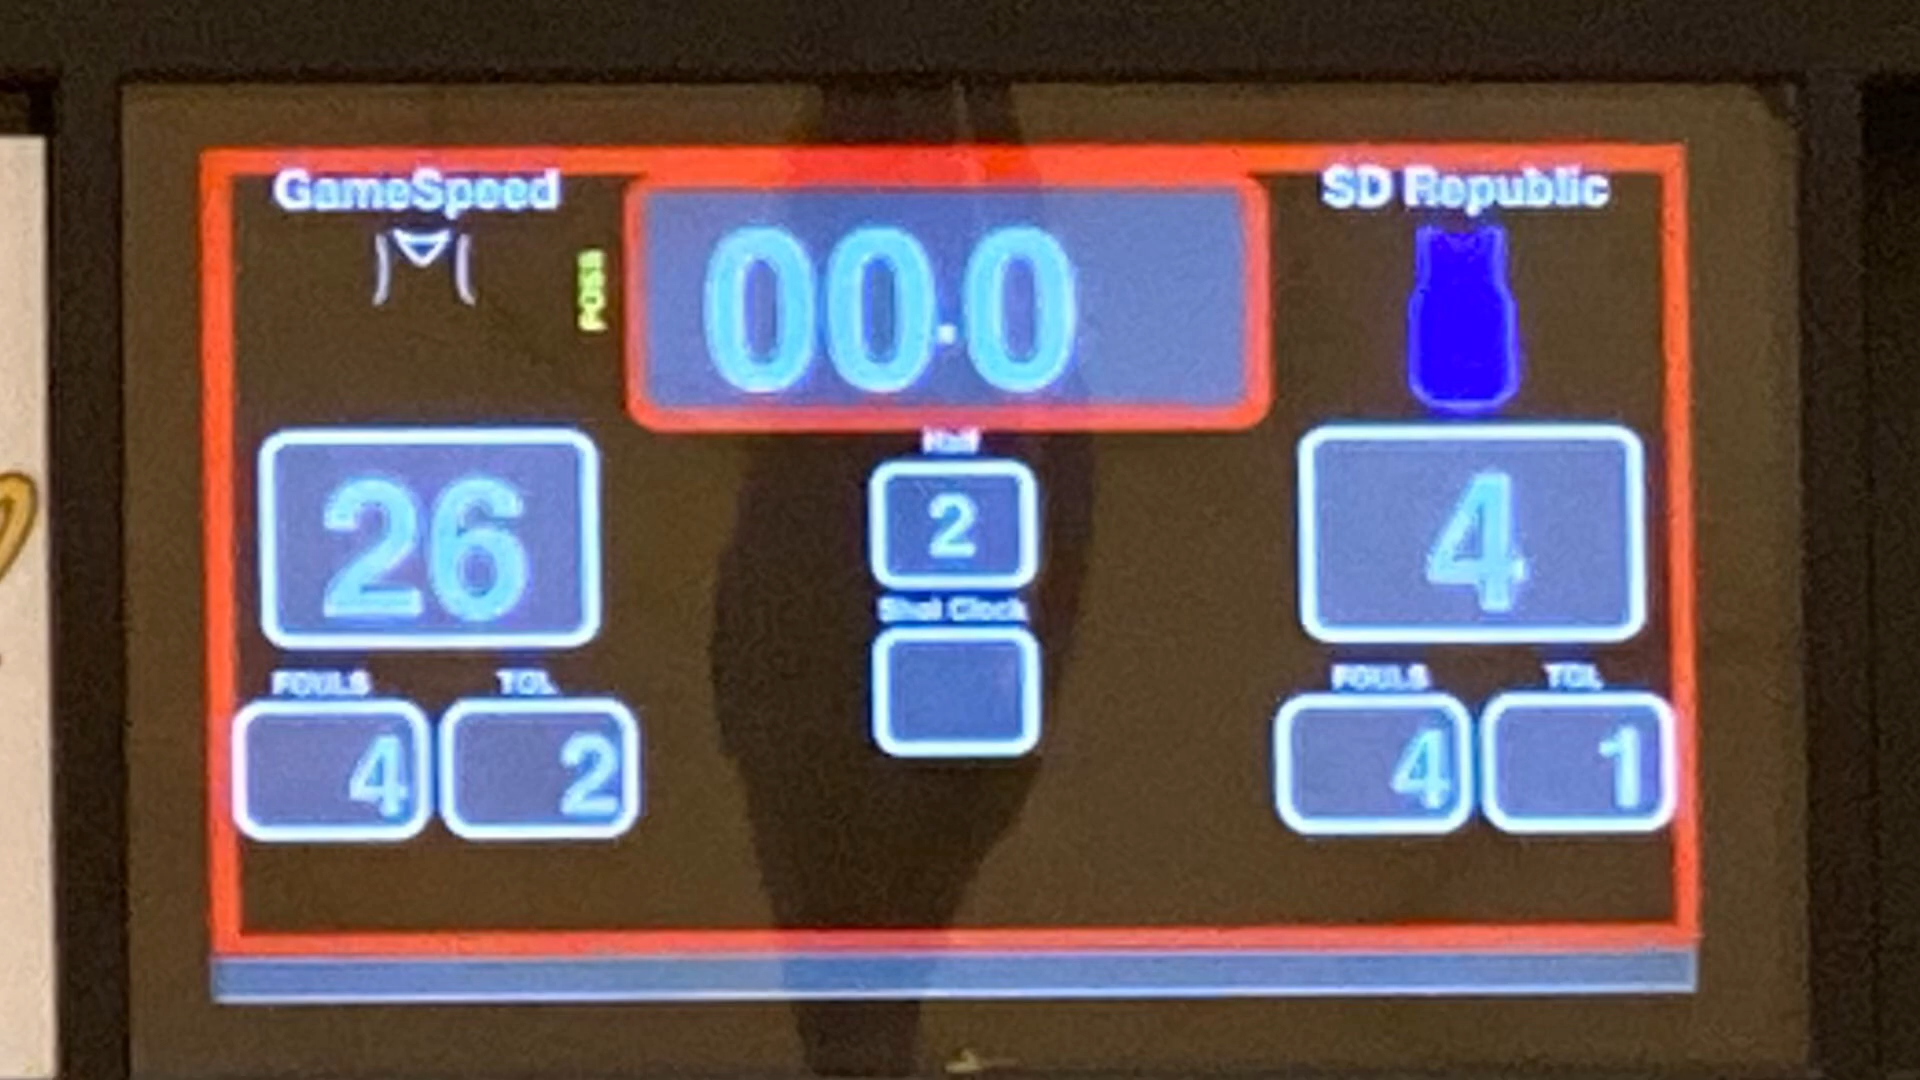 GameSpeed
SD Republic
POSS
00.0
Half
26
2
4
Shot Clock
FOULS
TOL
FOULS
TOL
4
2
4
1